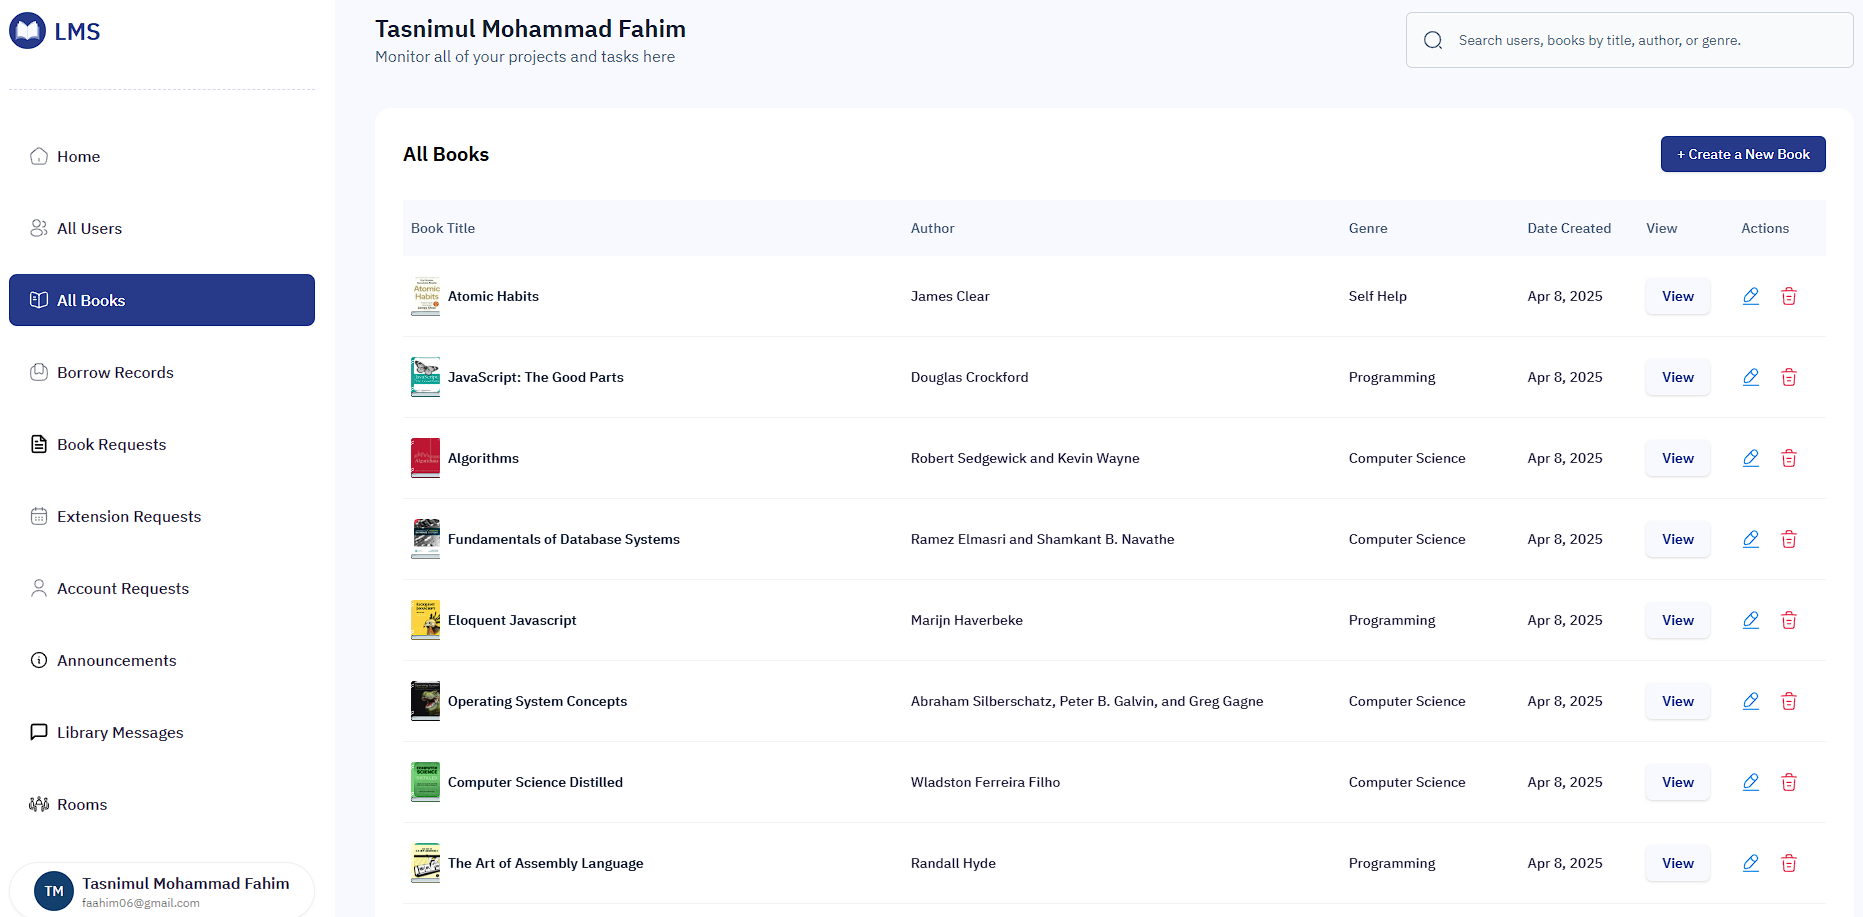 LMS
Tasnimul Mohammad Fahim
Monitor all of your projects and tasks here
Search users, books by title, author, or genre.
Home
All Users
All Books
Borrow Records
Book Requests
Extension Requests
Account Requests
Announcements
Library Messages
Rooms
TM
Tasnimul Mohammad Fahim
faahim06@gmail.com
All Books
+ Create a New Book
Book Title Author Genre Date Created View Actions
Atomic Habits Atomic Habits James Clear Self Help Apr 8, 2025 View
JavaScript: The Good Parts Douglas Crockford Programming Apr 8, 2025 View
Algorithms Algorithms Robert Sedgewick and Kevin Wayne Computer Science Apr 8, 2025 View
Fundamentals of Database Systems Ramez Elmasri and Shamkant B. Navathe Computer Science Apr 8, 2025 View
Eloquent Javascript Marijn Haverbeke Programming Apr 8, 2025 View
Operating System Concepts Abraham Silberschatz, Peter B. Galvin, and Greg Gagne Computer Science Apr 8, 2025 View
COMPUTER SCIENCE DISTILLED Computer Science Distilled Wladston Ferreira Filho Computer Science Apr 8, 2025 View
The Art of Assembly Language Randall Hyde Programming Apr 8, 2025 View